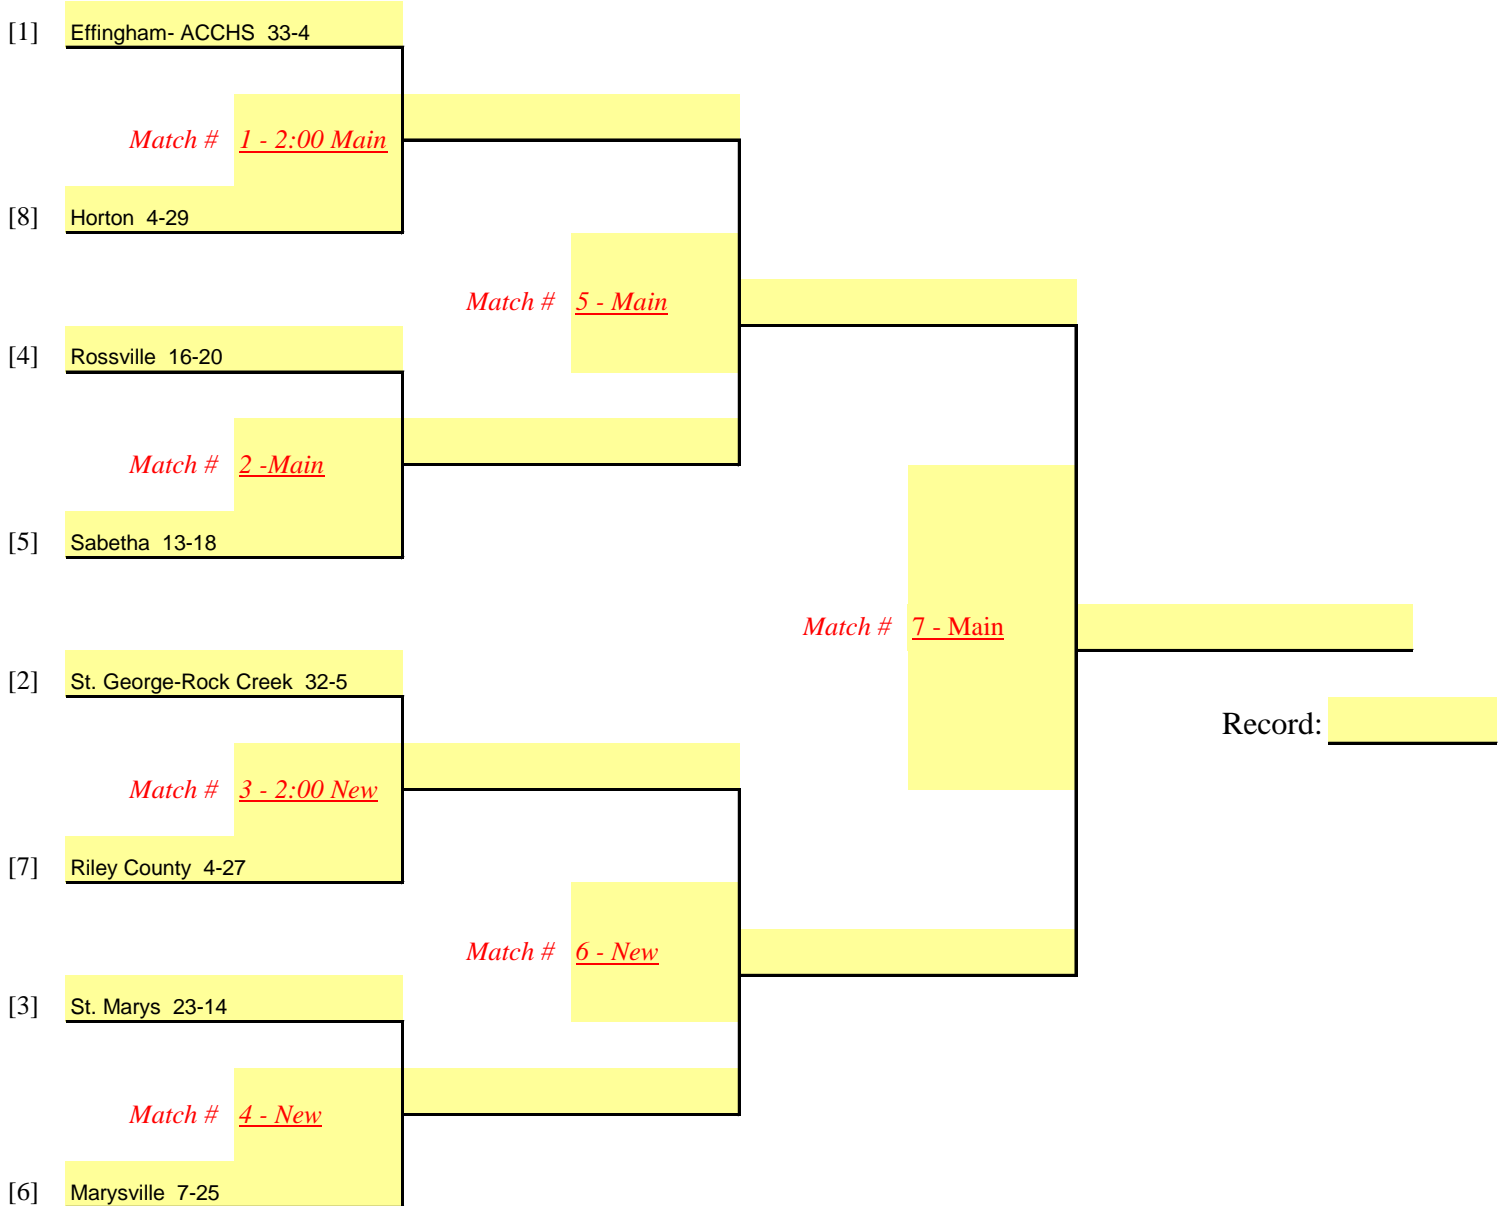 [1] Effingham- ACCHS 33-4
Match # 1 - 2:00 Main
[8] Horton 4-29
Match # 5 - Main
[4] Rossville 16-20
Match # 2 -Main
[5] Sabetha 13-18
Match # 7 - Main
[2] St. George-Rock Creek 32-5
Record:
Match # 3 - 2:00 New
[7] Riley County 4-27
Match # 6 - New
[3] St. Marys 23-14
Match # 4 - New
[6] Marysville 7-25